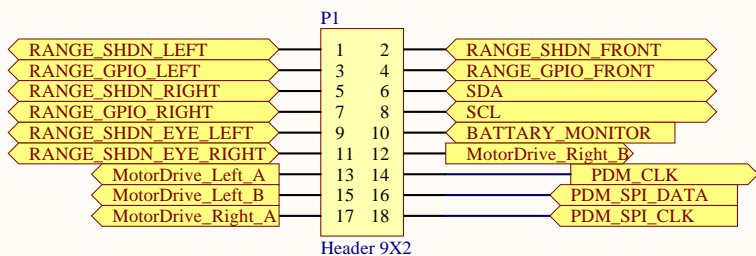 P1
RANGE_SHDN_LEFT 1 2 RANGE_SHDN_FRONT
RANGE_GPIO_LEFT 3 4 RANGE_GPIO_FRONT
RANGE_SHDN_RIGHT 5 6 SDA
RANGE_GPIO_RIGHT 7 8 SCL
RANGE_SHDN_EYE_LEFT 9 10 BATTARY_MONITOR
RANGE_SHDN_EYE_RIGHT 11 12 MotorDrive_Right_B
MotorDrive_Left_A 13 14 PDM_CLK
MotorDrive_Left_B 15 16 PDM_SPI_DATA
MotorDrive_Right_A 17 18 PDM_SPI_CLK
Header 9X2